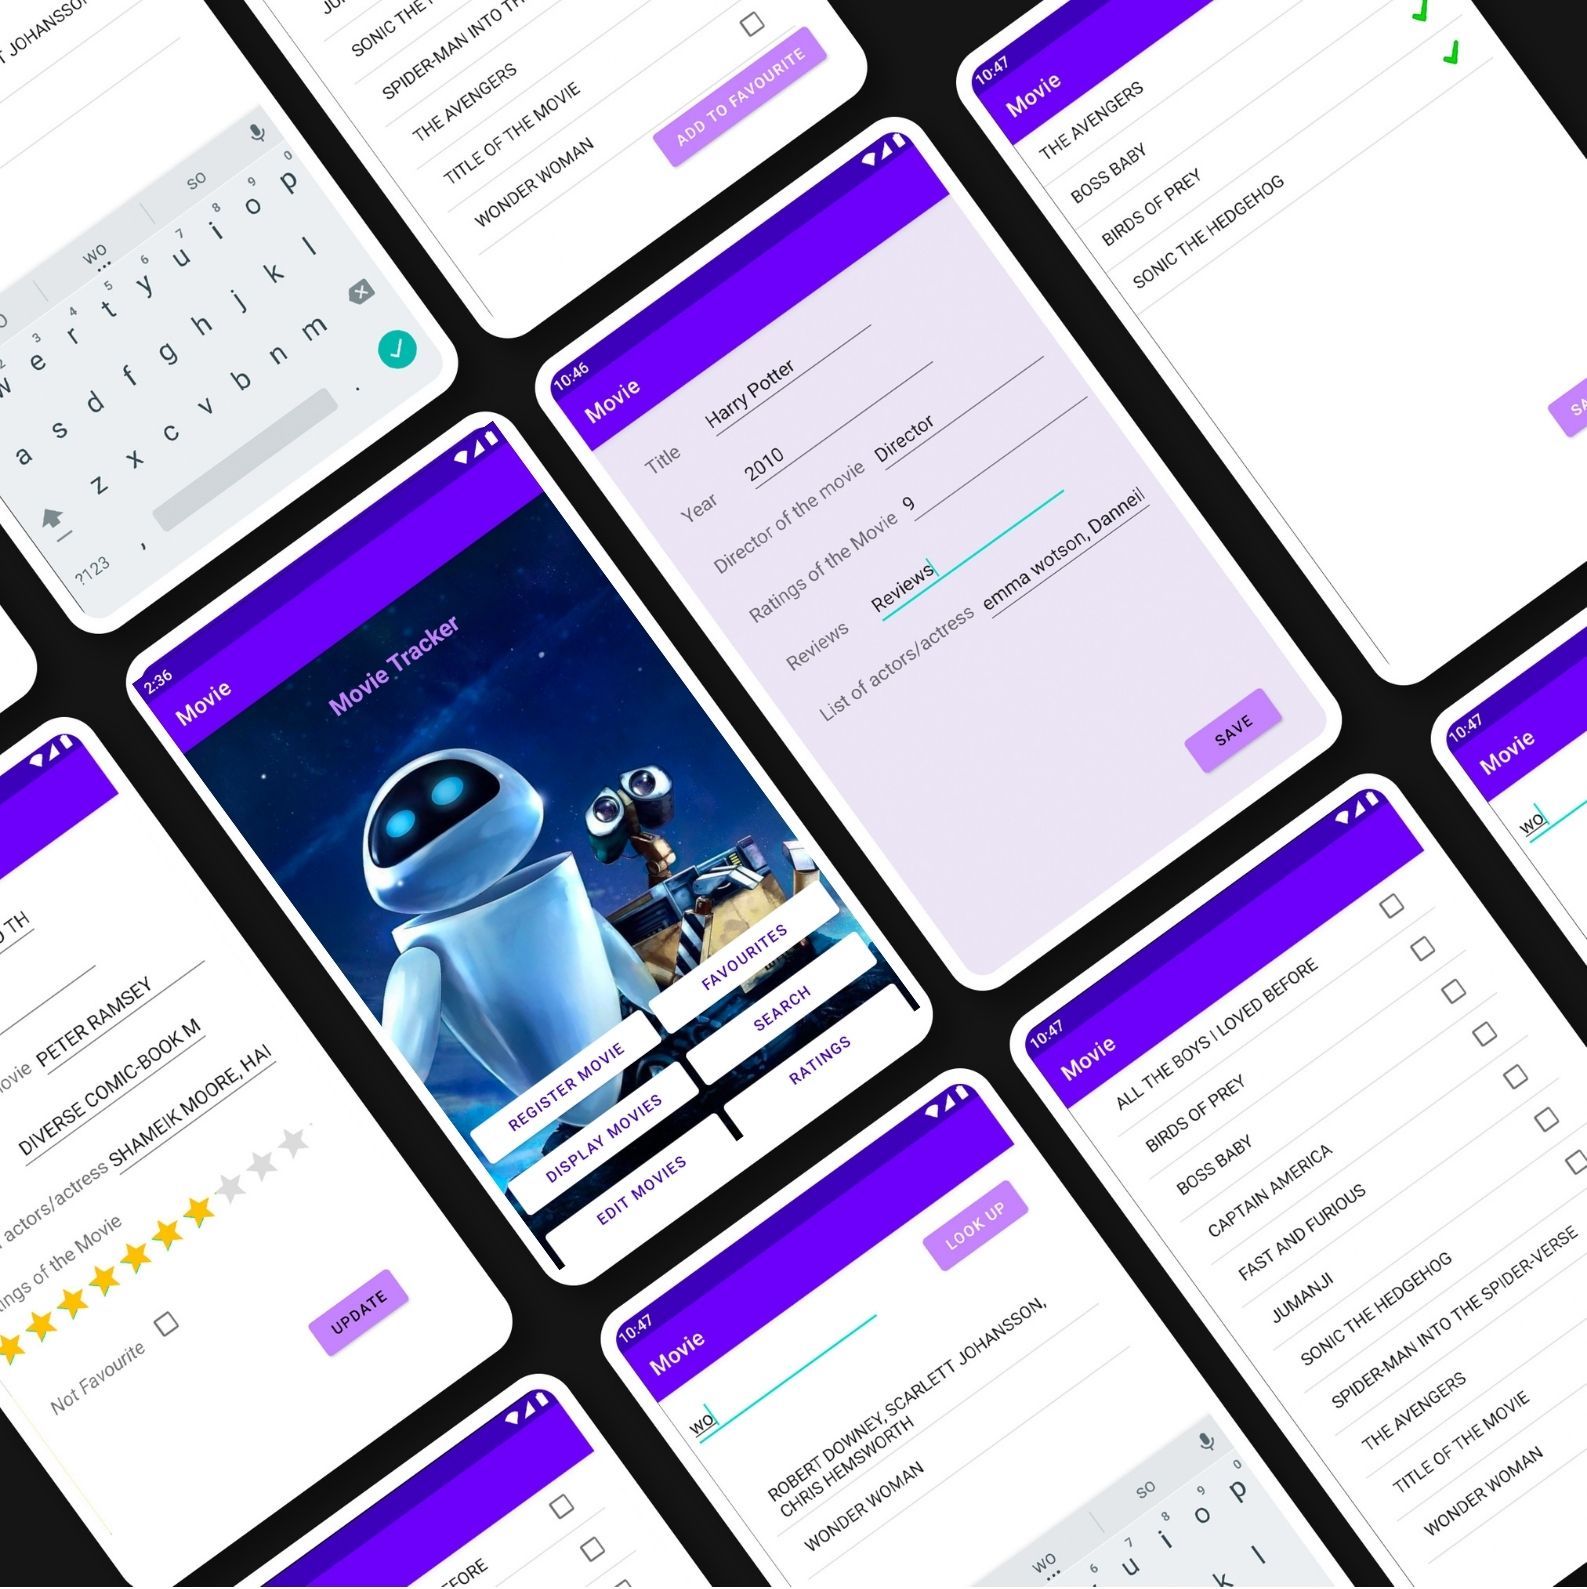 T JOHANSSON
SO
WO
0
9
8
7
6
5
4
3
2
w e r t y u i o p
a s d f g h j k l
z x c v b n m
?123 , .
SONIC THE
SPIDER-MAN INTO TH
THE AVENGERS
TITLE OF THE MOVIE
WONDER WOMAN
ADD TO FAVOURITE
10:47
Movie
THE AVENGERS
BOSS BABY
BIRDS OF PREY
SONIC THE HEDGEHOG
SA
10:46
Movie
Title Harry Potter
Year 2010
Director of the movie Director
Ratings of the Movie 9
Reviews Reviews
List of actors/actress emma wotson, Danneil
SAVE
2:36
Movie
Movie Tracker
REGISTER MOVIE
FAVOURITES
DISPLAY MOVIES
SEARCH
EDIT MOVIES
RATINGS
O TH
ovie PETER RAMSEY
DIVERSE COMIC-BOOK M
actors/actress SHAMEIK MOORE, HAI
tings of the Movie
Not Favourite
UPDATE
10:47
Movie
wo
10:47
Movie
ALL THE BOYS I LOVED BEFORE
BIRDS OF PREY
BOSS BABY
CAPTAIN AMERICA
FAST AND FURIOUS
JUMANJI
SONIC THE HEDGEHOG
SPIDER-MAN INTO THE SPIDER-VERSE
THE AVENGERS
TITLE OF THE MOVIE
WONDER WOMAN
10:47
Movie
wo
LOOK UP
ROBERT DOWNEY, SCARLETT JOHANSSON,
CHRIS HEMSWORTH
WONDER WOMAN
WO
SO
6
7
8
9
0
u i o p
k l
EFORE